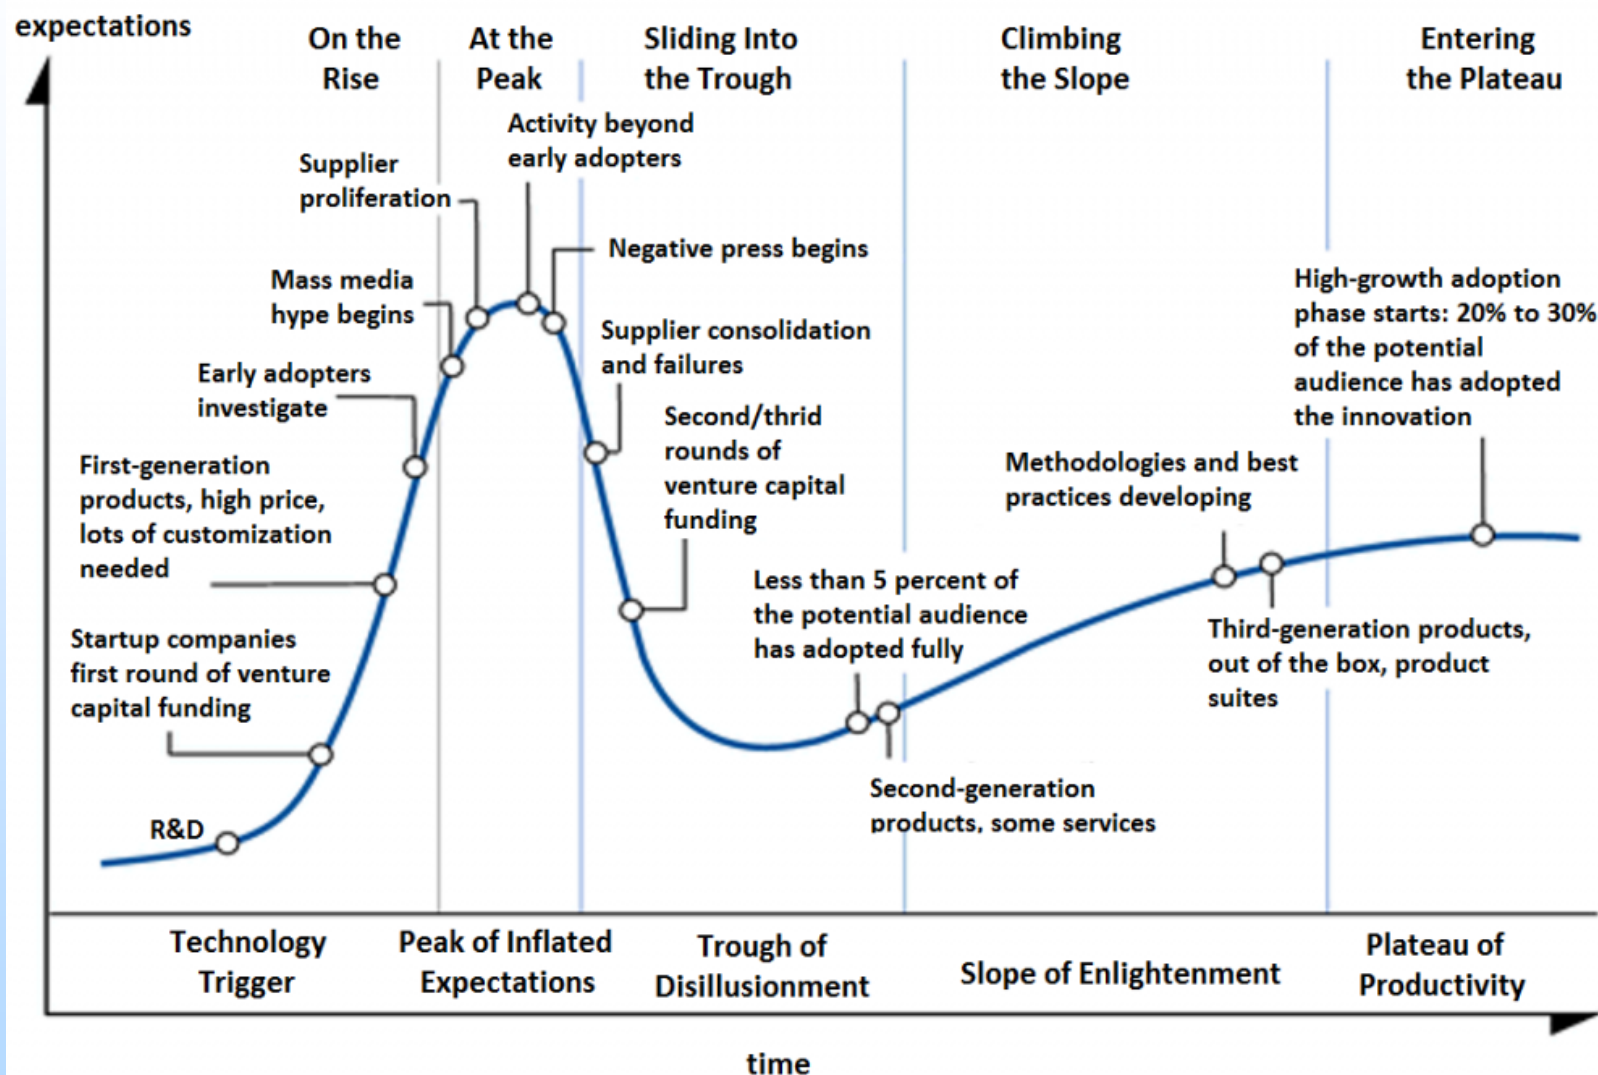 expectations
On the
Rise
At the
Peak
Sliding Into
the Trough
Climbing
the Slope
Entering
the Plateau
Activity beyond
early adopters
Supplier
proliferation
Negative press begins
Mass media
hype begins
High-growth adoption
phase starts: 20% to 30%
of the potential
audience has adopted
the innovation
Supplier consolidation
and failures
Early adopters
investigate
Second/thrid
rounds of
venture capital
funding
First-generation
products, high price,
lots of customization
needed
Methodologies and best
practices developing
Less than 5 percent of
the potential audience
has adopted fully
Startup companies
first round of venture
capital funding
Third-generation products,
out of the box, product
suites
Second-generation
products, some services
R&D
Technology
Trigger
Peak of Inflated
Expectations
Trough of
Disillusionment
Slope of Enlightenment
Plateau of
Productivity
time